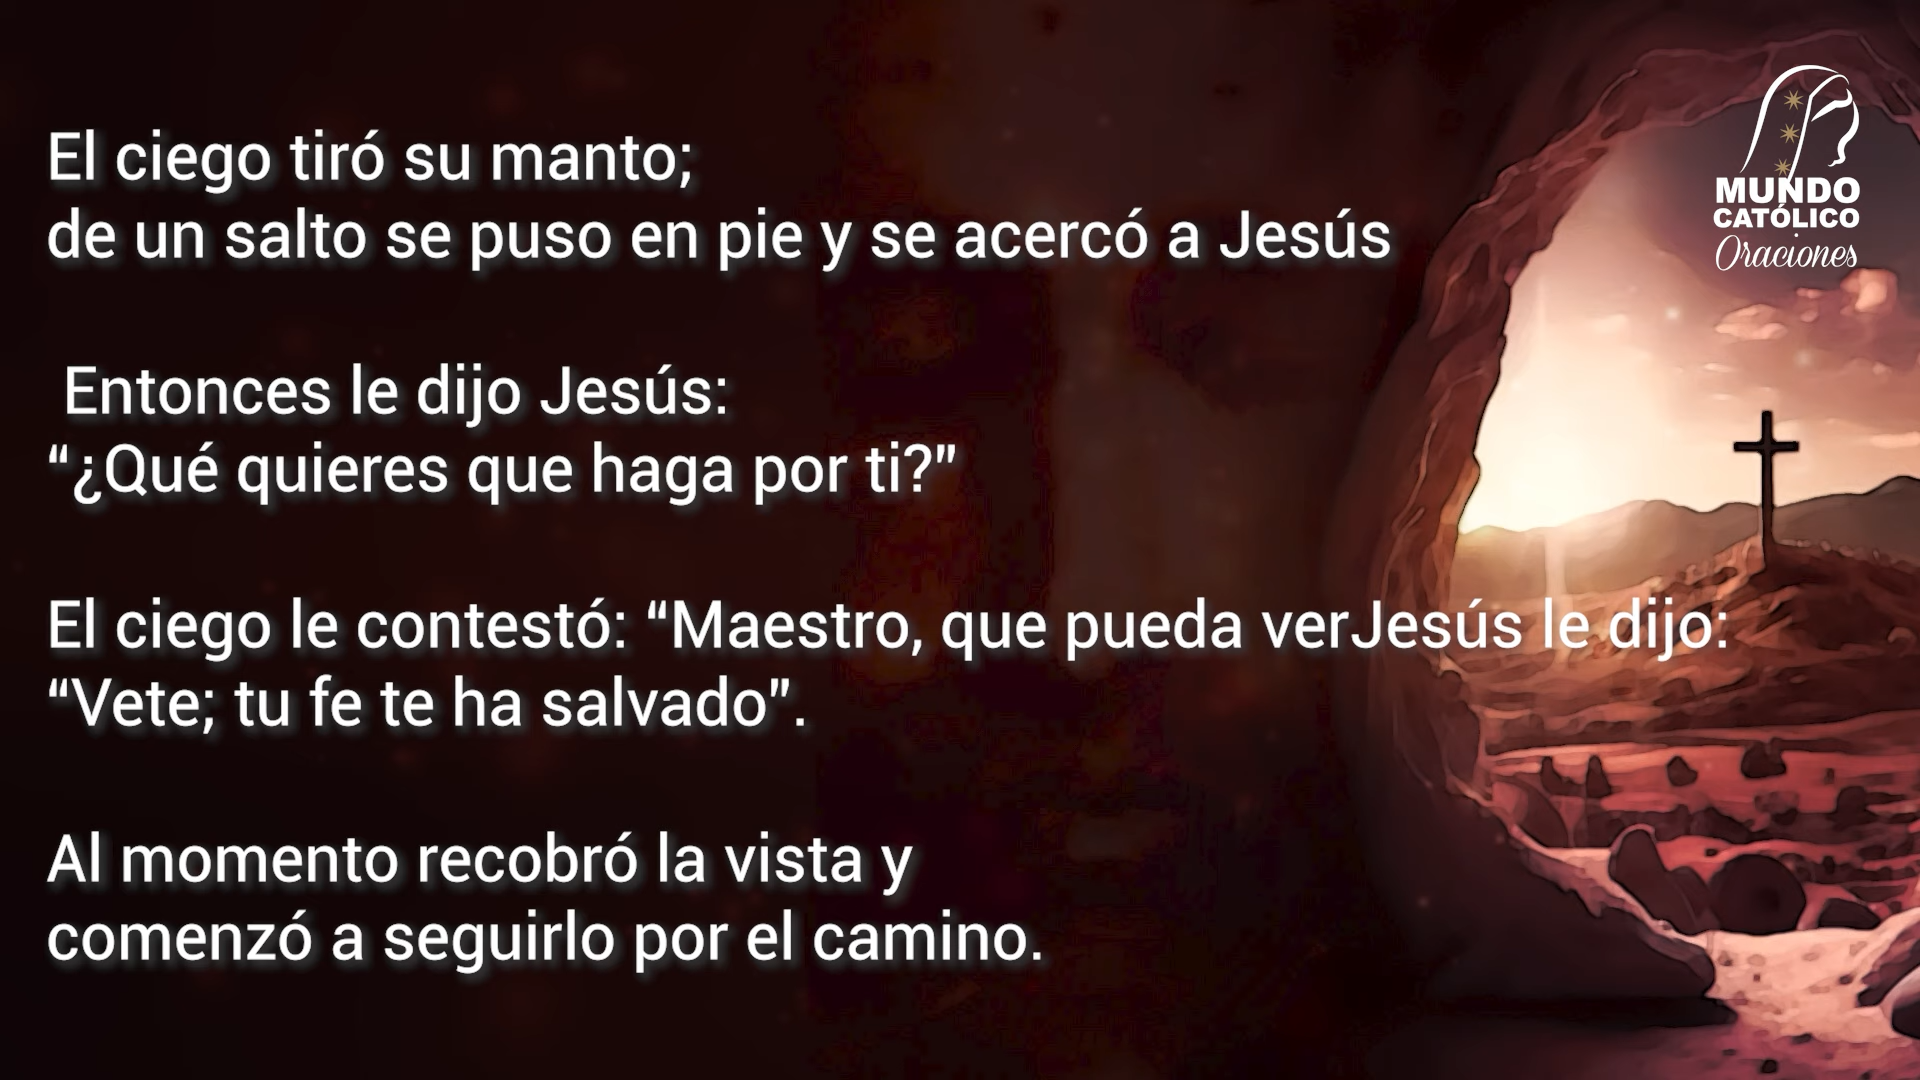 El ciego tiró su manto;
de un salto se puso en pie y se acercó a Jesús
Entonces le dijo Jesús:
“¿Qué quieres que haga por ti?”
El ciego le contestó: “Maestro, que pueda verJesús le dijo:
“Vete; tu fe te ha salvado”.
Al momento recobró la vista y
comenzó a seguirlo por el camino.
MUNDO
CATÓLICO
Oraciones